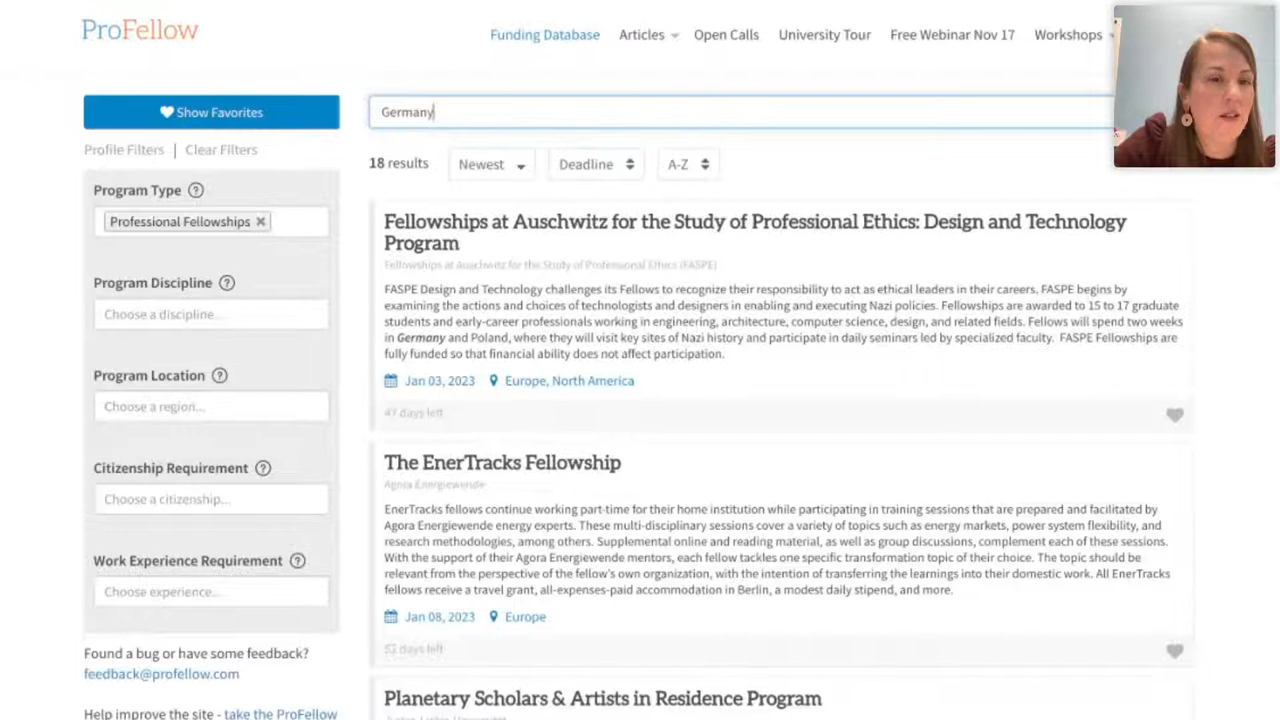 ProFellow
Funding Database Articles Open Calls University Tour Free Webinar Nov 17 Workshops
Show Favorites
Profile Filters | Clear Filters
Program Type ?
Professional Fellowships ×
Program Discipline ?
Choose a discipline...
Program Location ?
Choose a region...
Citizenship Requirement ?
Choose a citizenship...
Work Experience Requirement ?
Choose experience...
Found a bug or have some feedback?
feedback@profellow.com
Help improve the site - take the ProFellow
Germany
18 results Newest Deadline A-Z
Fellowships at Auschwitz for the Study of Professional Ethics: Design and Technology
Program
Fellowships at Auschwitz for the Study of Professional Ethics (FASPE)
FASPE Design and Technology challenges its Fellows to recognize their responsibility to act as ethical leaders in their careers. FASPE begins by
examining the actions and choices of technologists and designers in enabling and executing Nazi policies. Fellowships are awarded to 15 to 17 graduate
students and early-career professionals working in engineering, architecture, computer science, design, and related fields. Fellows will spend two weeks
in Germany and Poland, where they will visit key sites of Nazi history and participate in daily seminars led by specialized faculty. FASPE Fellowships are
fully funded so that financial ability does not affect participation.
Jan 03, 2023 Europe, North America
47 days left
The EnerTracks Fellowship
Agora Energiewende
EnerTracks fellows continue working part-time for their home institution while participating in training sessions that are prepared and facilitated by
Agora Energiewende energy experts. These multi-disciplinary sessions cover a variety of topics such as energy markets, power system flexibility, and
research methodologies, among others. Supplemental online and reading material, as well as group discussions, complement each of these sessions.
With the support of their Agora Energiewende mentors, each fellow tackles one specific transformation topic of their choice. The topic should be
relevant from the perspective of the fellow's own organization, with the intention of transferring the learnings into their domestic work. All EnerTracks
fellows receive a travel grant, all-expenses-paid accommodation in Berlin, a modest daily stipend, and more.
Jan 08, 2023 Europe
52 days left
Planetary Scholars & Artists in Residence Program